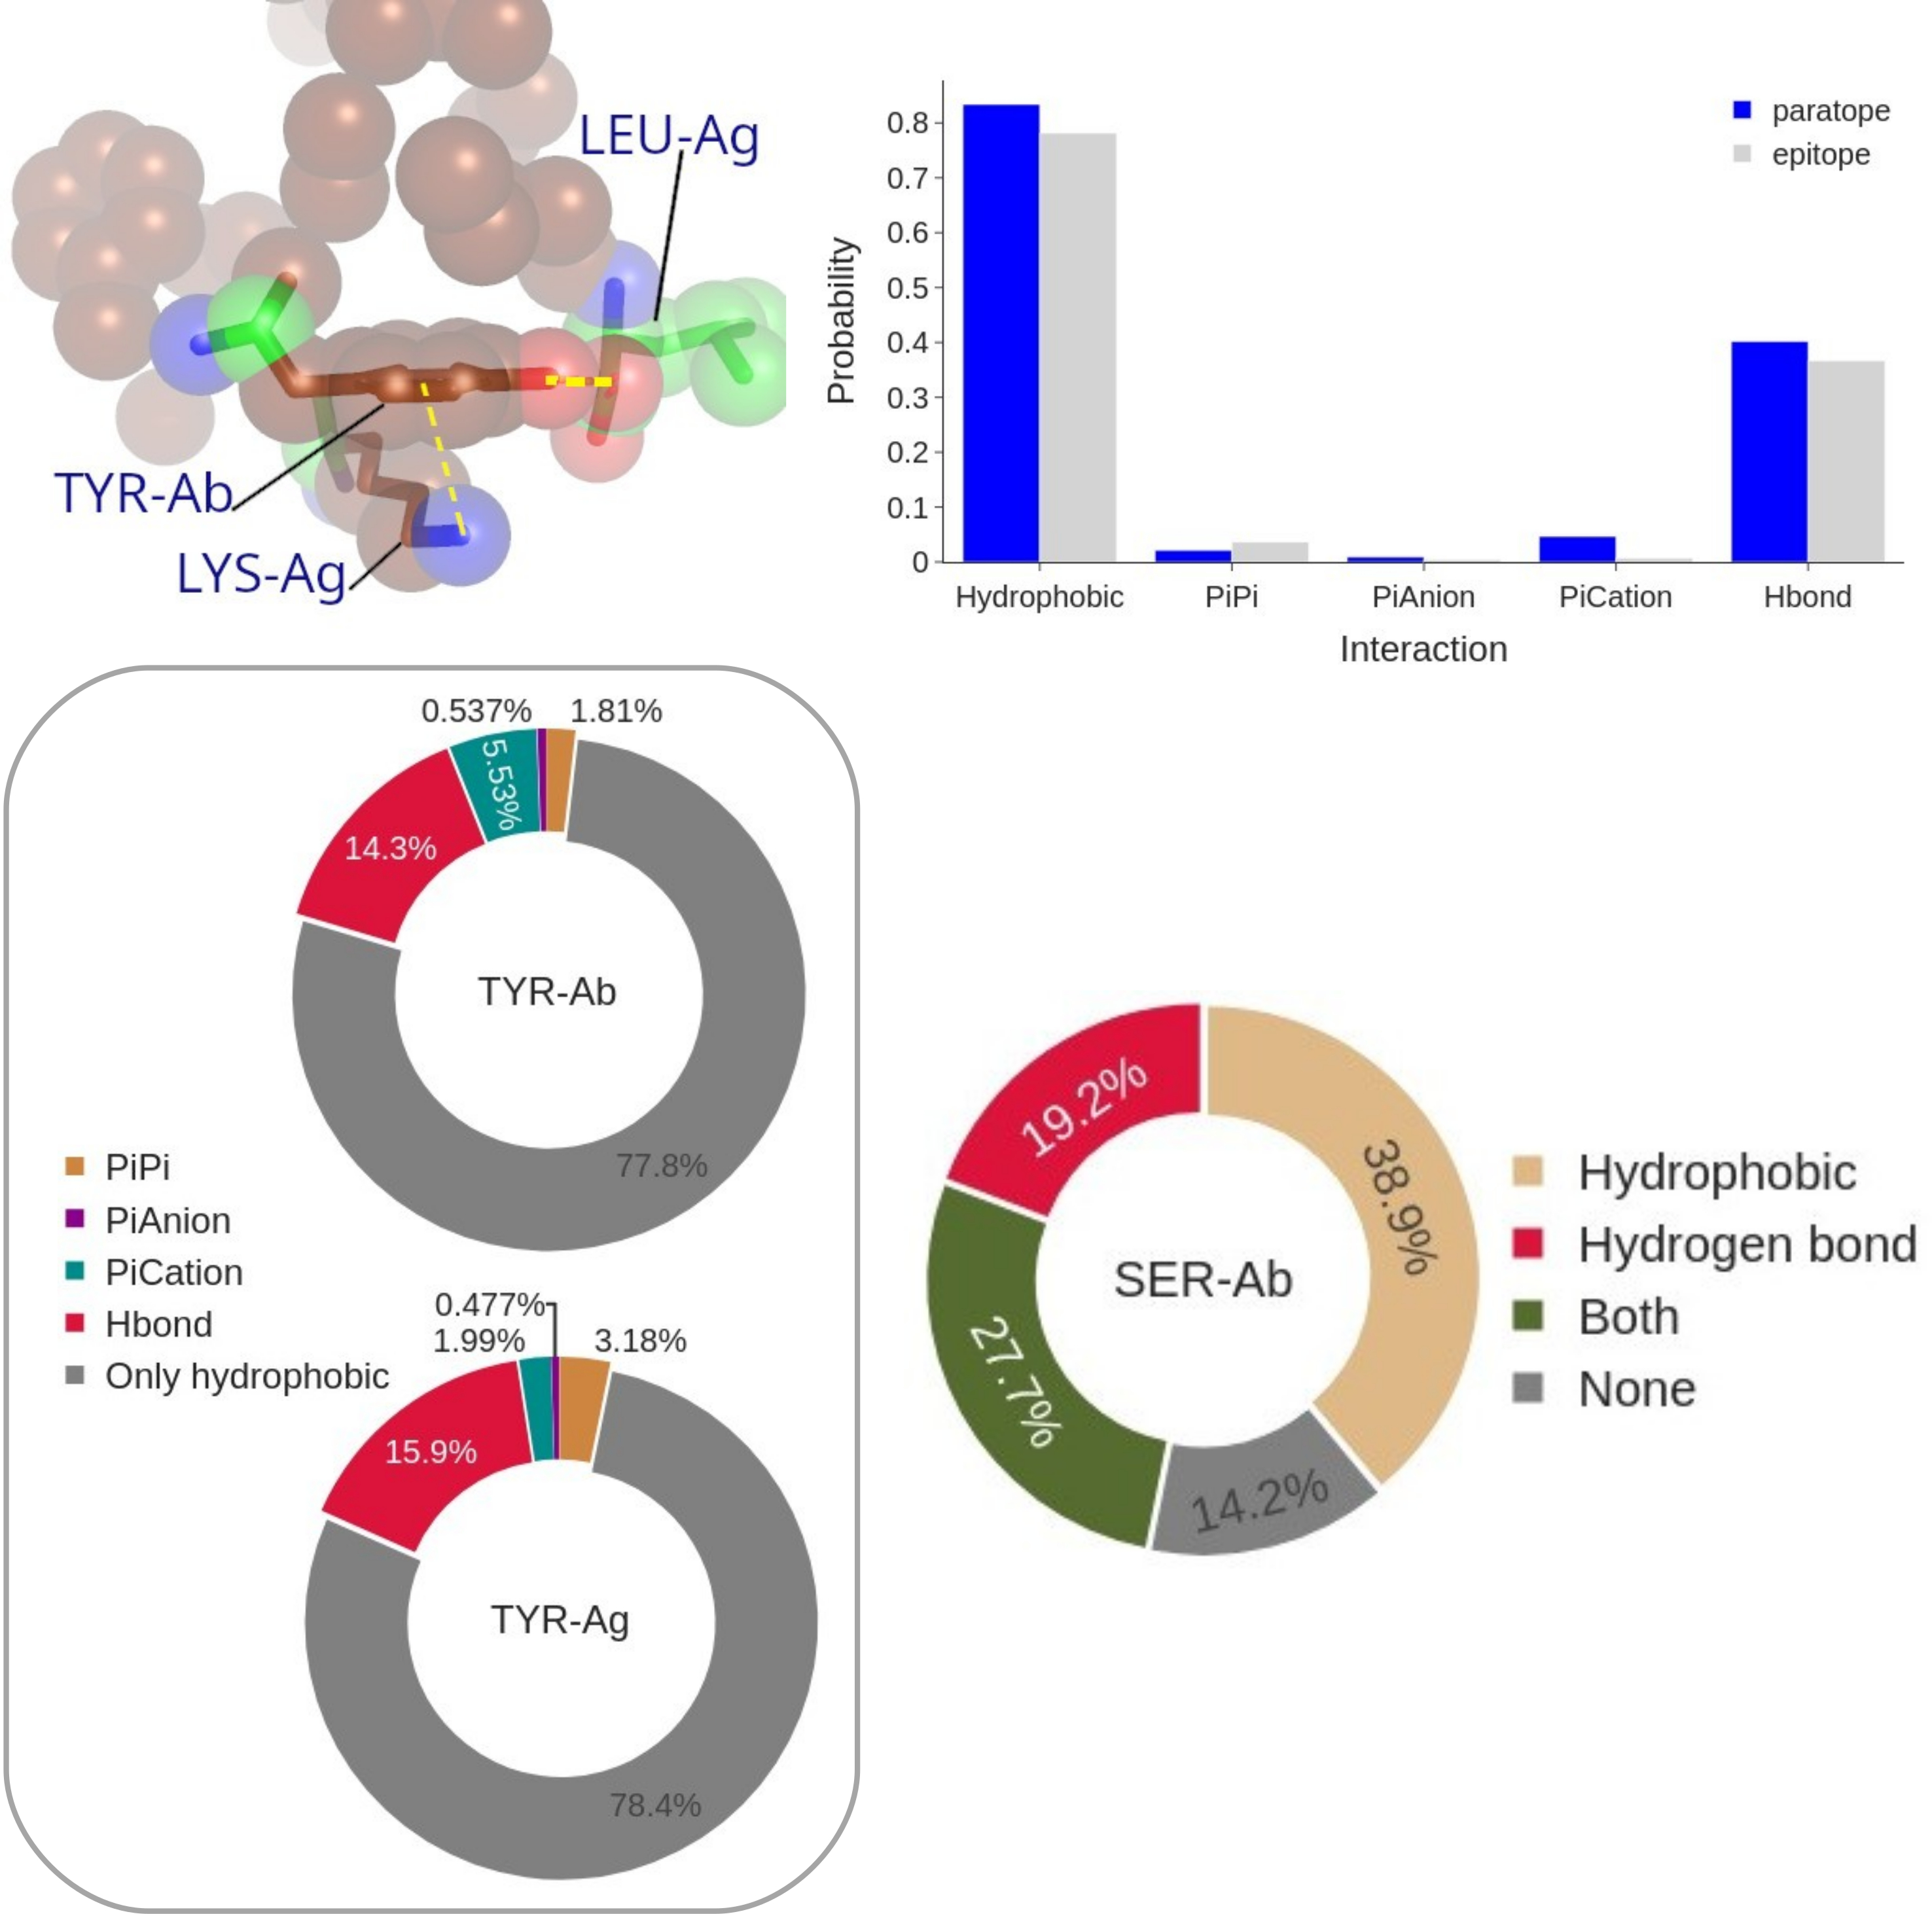 LEU-Ag
TYR-Ab
LYS-Ag
Probability
0.8
0.7
0.6
0.5
0.4
0.3
0.2
0.1
0
paratope
epitope
Hydrophobic PiPi PiAnion PiCation Hbond
Interaction
0.537% 1.81%
5.53%
14.3%
TYR-Ab
77.8%
PiPi
PiAnion
PiCation
Hbond
Only hydrophobic
0.477%
1.99% 3.18%
15.9%
TYR-Ag
78.4%
19.2%
38.9%
SER-Ab
27.7%
14.2%
Hydrophobic
Hydrogen bond
Both
None